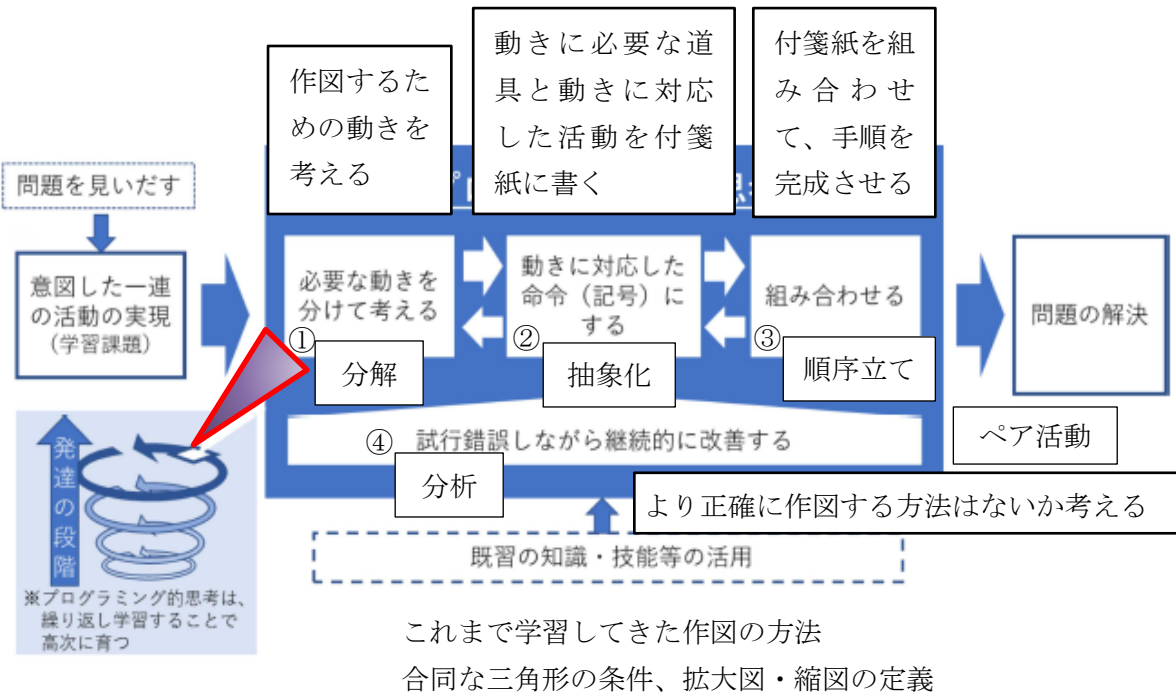 作図するた
めの動きを
考える
動きに必要な道
具と動きに対応
した活動を付箋
紙に書く
付箋紙を組
み合わせ
て、手順を
完成させる
問題を見いだす
意図した一連
の活動の実現
(学習課題)
必要な動きを
分けて考える
①
分解
動きに対応した
命令(記号)に
する
②
抽象化
組み合わせる
③
順序立て
問題の解決
④ 試行錯誤しながら継続的に改善する
分析
ペア活動
より正確に作図する方法はないか考える
既習の知識・技能等の活用
発達の段階
※プログラミング的思考は、
繰り返し学習することで
高次に育つ
これまで学習してきた作図の方法
合同な三角形の条件、拡大図・縮図の定義